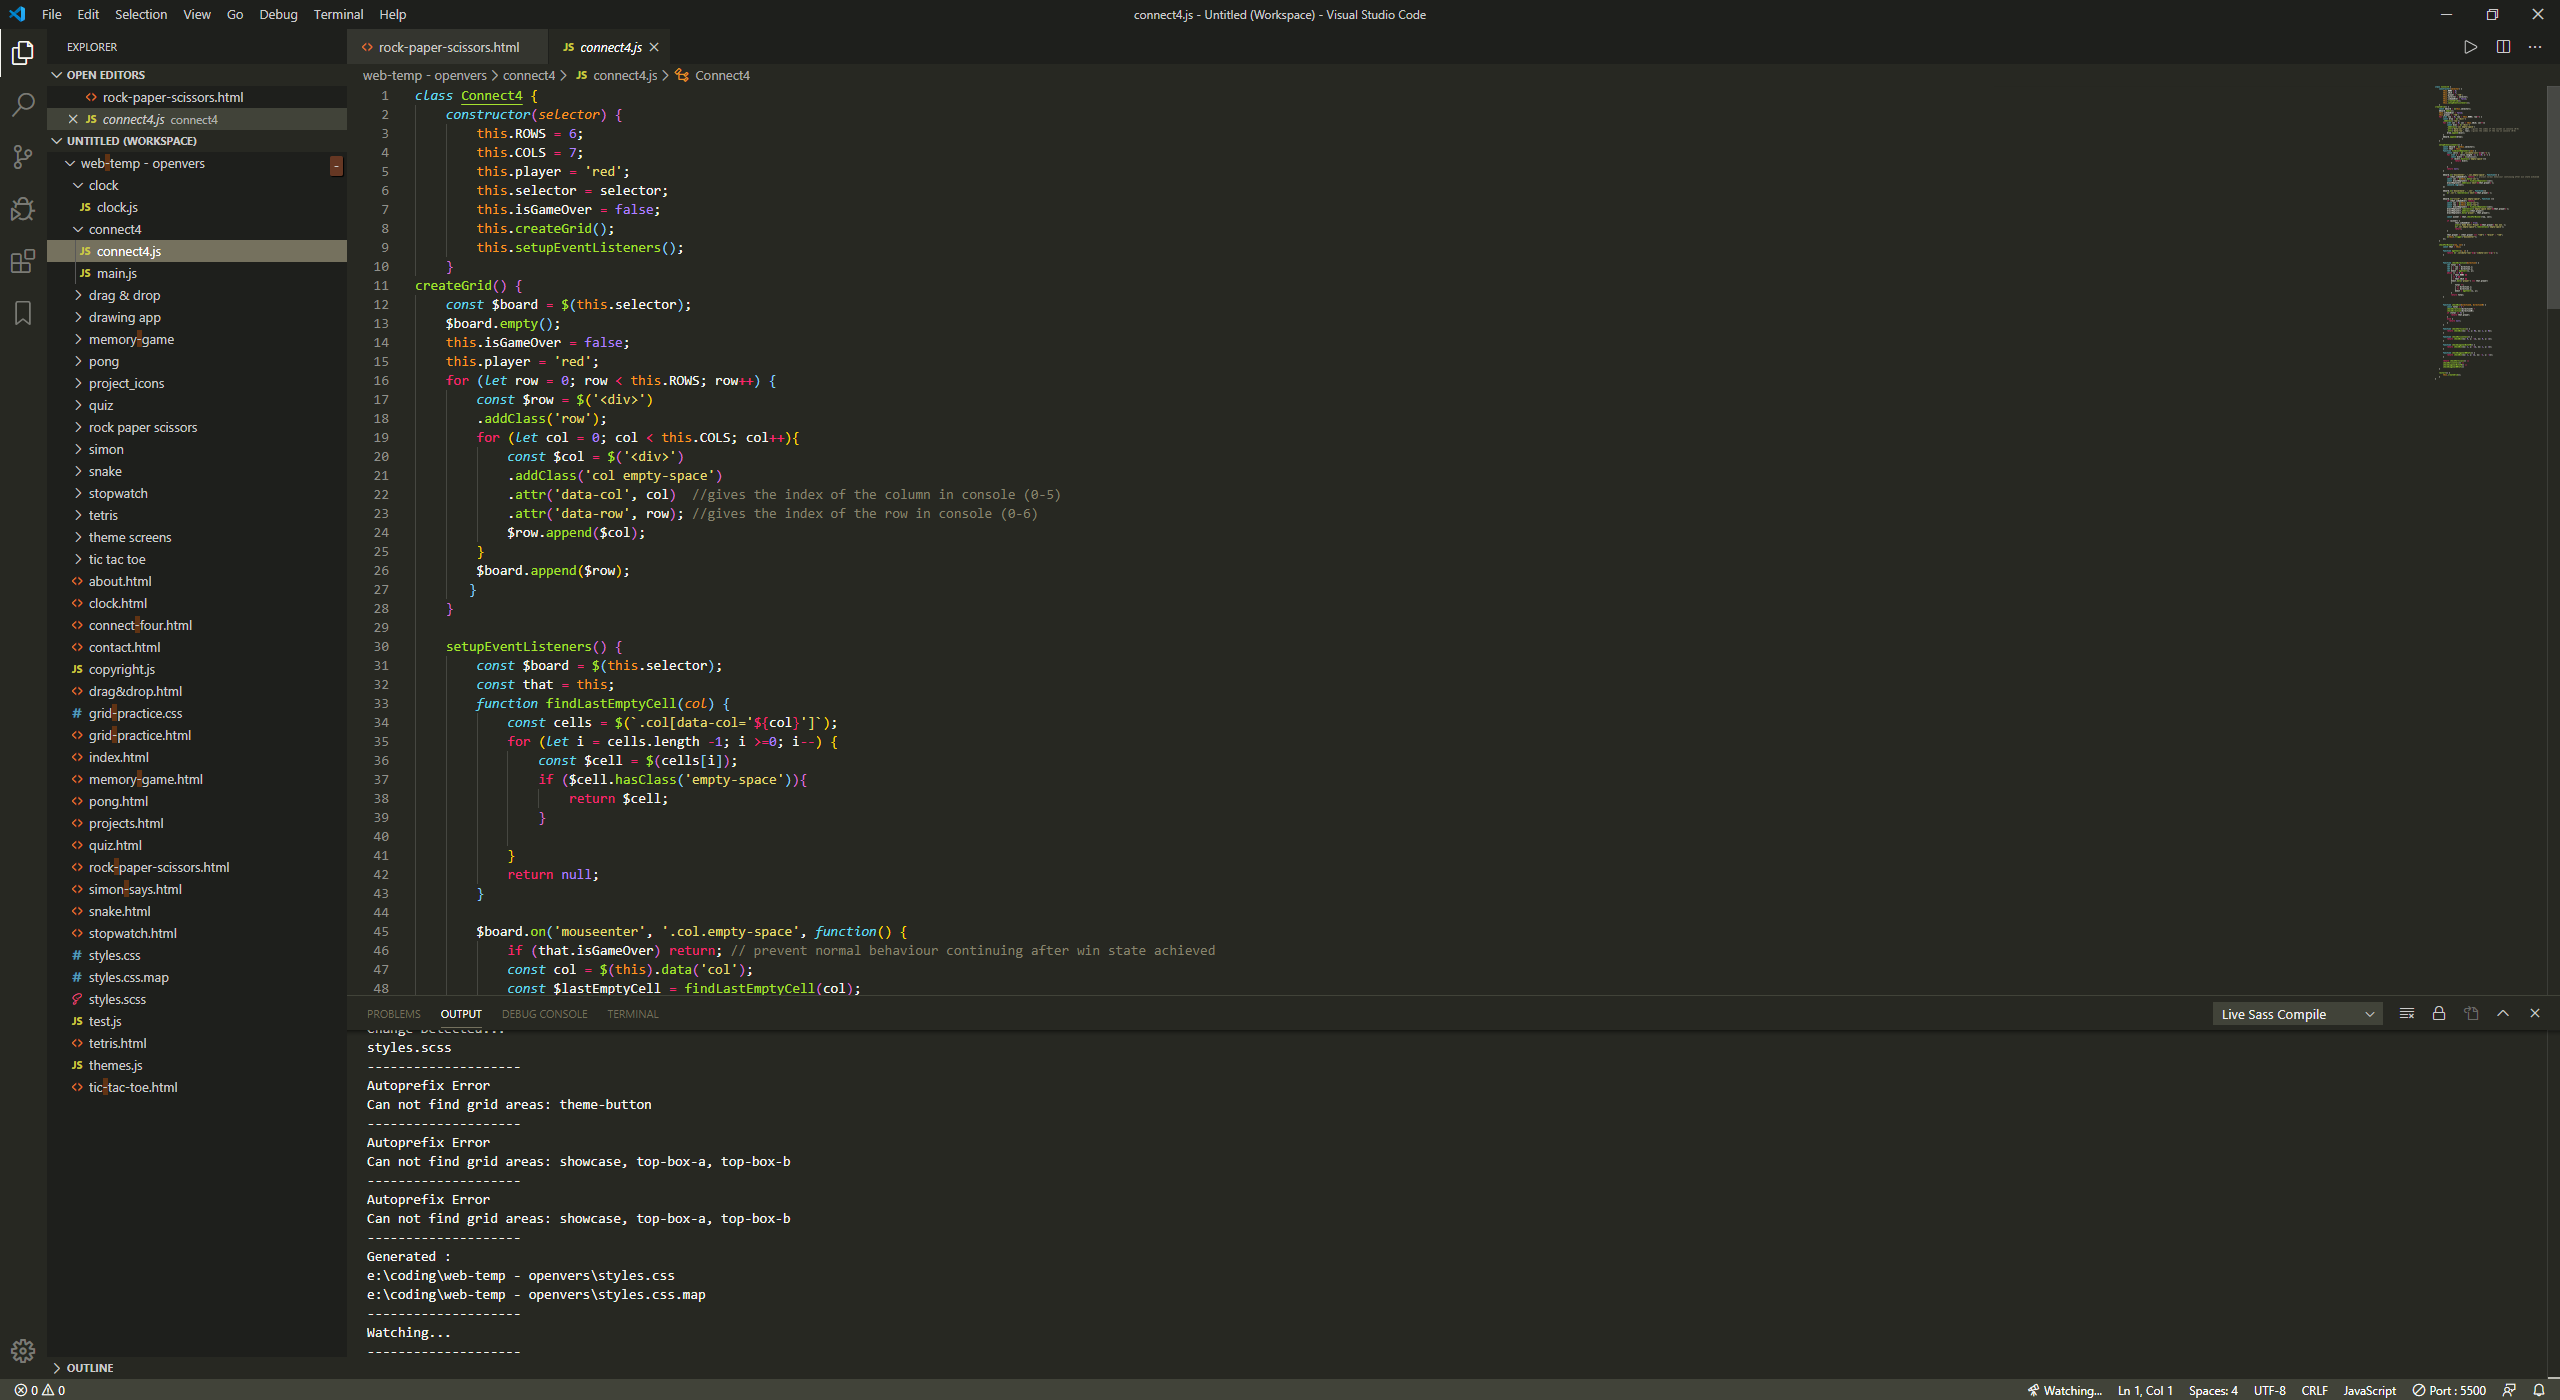 File Edit Selection View Go Debug Terminal Help
connect4.js - Untitled (Workspace) - Visual Studio Code
EXPLORER
OPEN EDITORS
rock-paper-scissors.html
connect4.js connect4
UNTITLED (WORKSPACE)
web-temp - openvers
clock
JS clock.js
connect4
JS connect4.js
JS main.js
drag & drop
drawing app
memory-game
pong
project_icons
quiz
rock paper scissors
simon
snake
stopwatch
tetris
theme screens
tic tac toe
<> about.html
<> clock.html
<> connect-four.html
<> contact.html
JS copyright.js
<> drag&drop.html
# grid-practice.css
<> grid-practice.html
<> index.html
<> memory-game.html
<> pong.html
<> projects.html
<> quiz.html
<> rock-paper-scissors.html
<> simon-says.html
<> snake.html
<> stopwatch.html
# styles.css
# styles.css.map
styles.scss
JS test.js
<> tetris.html
JS themes.js
<> tic-tac-toe.html
OUTLINE
<> rock-paper-scissors.html
JS connect4.js
web-temp - openvers > connect4 > JS connect4.js > Connect4
1 class Connect4 {
2     constructor(selector) {
3         this.ROWS = 6;
4         this.COLS = 7;
5         this.player = 'red';
6         this.selector = selector;
7         this.isGameOver = false;
8         this.createGrid();
9         this.setupEventListeners();
10     }
11 createGrid() {
12     const $board = $(this.selector);
13     $board.empty();
14     this.isGameOver = false;
15     this.player = 'red';
16     for (let row = 0; row < this.ROWS; row++) {
17         const $row = $('<div>')
18         .addClass('row');
19         for (let col = 0; col < this.COLS; col++){
20             const $col = $('<div>')
21             .addClass('col empty-space')
22             .attr('data-col', col)  //gives the index of the column in console (0-5)
23             .attr('data-row', row); //gives the index of the row in console (0-6)
24             $row.append($col);
25         }
26         $board.append($row);
27        }
28     }
29
30     setupEventListeners() {
31         const $board = $(this.selector);
32         const that = this;
33         function findLastEmptyCell(col) {
34             const cells = $(`.col[data-col='${col}']`);
35             for (let i = cells.length -1; i >=0; i--) {
36                 const $cell = $(cells[i]);
37                 if ($cell.hasClass('empty-space')){
38                     return $cell;
39                 }
40
41             }
42             return null;
43         }
44
45         $board.on('mouseenter', '.col.empty-space', function() {
46             if (that.isGameOver) return; // prevent normal behaviour continuing after win state achieved
47             const col = $(this).data('col');
48             const $lastEmptyCell = findLastEmptyCell(col);
PROBLEMS OUTPUT DEBUG CONSOLE TERMINAL
Live Sass Compile
Change Detected...
styles.scss
--------------------
Autoprefix Error
Can not find grid areas: theme-button
--------------------
Autoprefix Error
Can not find grid areas: showcase, top-box-a, top-box-b
--------------------
Autoprefix Error
Can not find grid areas: showcase, top-box-a, top-box-b
--------------------
Generated :
e:\coding\web-temp - openvers\styles.css
e:\coding\web-temp - openvers\styles.css.map
--------------------
Watching...
--------------------
0 0
Watching... Ln 1, Col 1 Spaces: 4 UTF-8 CRLF JavaScript Port : 5500